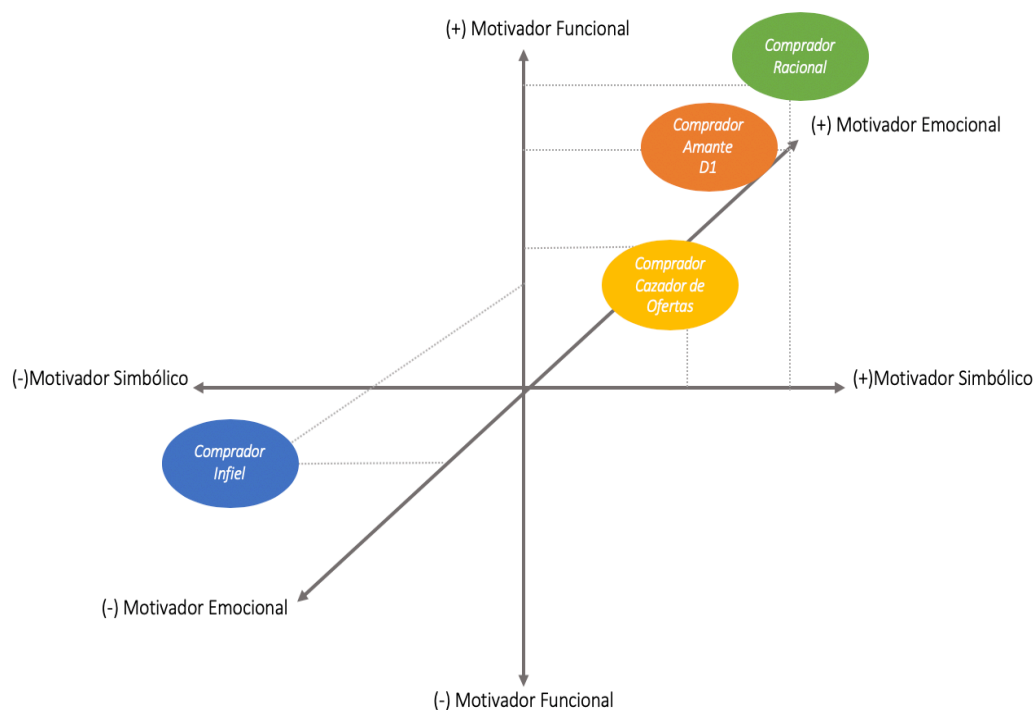 (+) Motivador Funcional
Comprador
Racional
(+) Motivador Emocional
Comprador
Amante
D1
Comprador
Cazador de
Ofertas
(-)Motivador Simbólico
(+)Motivador Simbólico
Comprador
Infiel
(-) Motivador Emocional
(-) Motivador Funcional